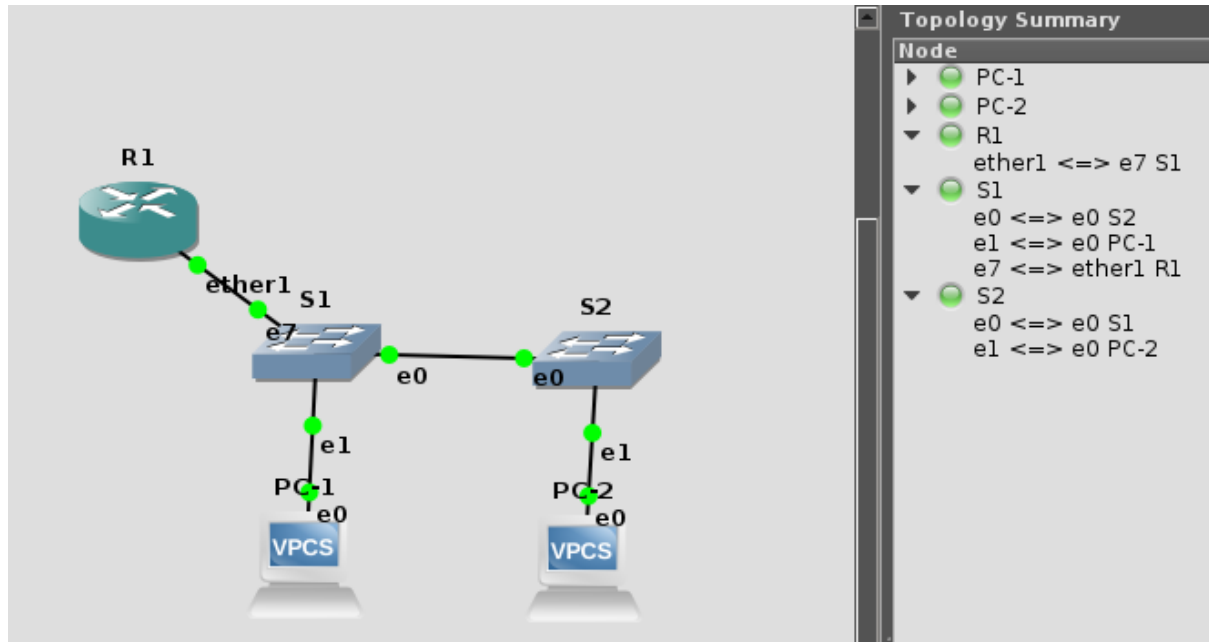 R1
ether1
S1
e7
e0
S2
e0
e1
PC-1
e0
VPCS
e1
PC-2
e0
VPCS
Topology Summary
Node
PC-1
PC-2
R1
ether1 <=> e7 S1
S1
e0 <=> e0 S2
e1 <=> e0 PC-1
e7 <=> ether1 R1
S2
e0 <=> e0 S1
e1 <=> e0 PC-2